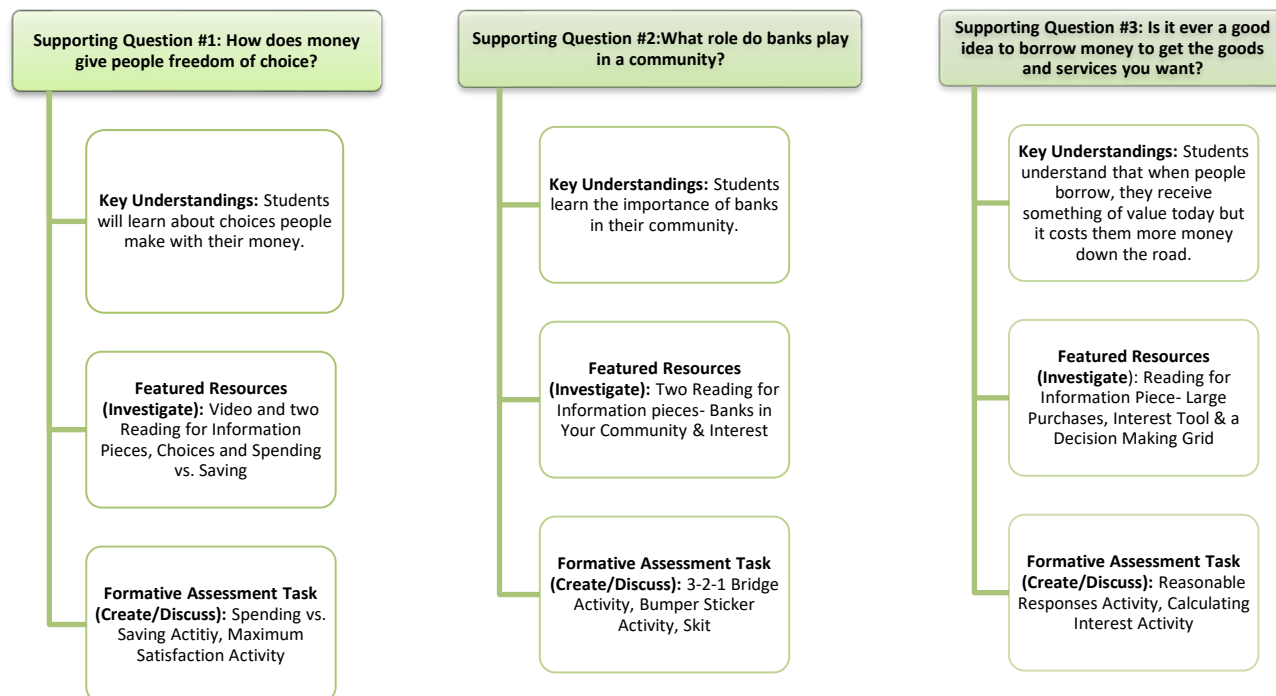 Supporting Question #1: How does money
give people freedom of choice?
Key Understandings: Students
will learn about choices people
make with their money.
Featured Resources
(Investigate): Video and two
Reading for Information
Pieces, Choices and Spending
vs. Saving
Formative Assessment Task
(Create/Discuss): Spending vs.
Saving Actitiy, Maximum
Satisfaction Activity
Supporting Question #2:What role do banks play
in a community?
Key Understandings: Students
learn the importance of banks
in their community.
Featured Resources
(Investigate): Two Reading for
Information pieces- Banks in
Your Community & Interest
Formative Assessment Task
(Create/Discuss): 3-2-1 Bridge
Activity, Bumper Sticker
Activity, Skit
Supporting Question #3: Is it ever a good
idea to borrow money to get the goods
and services you want?
Key Understandings: Students
understand that when people
borrow, they receive
something of value today but
it costs them more money
down the road.
Featured Resources
(Investigate): Reading for
Information Piece- Large
Purchases, Interest Tool & a
Decision Making Grid
Formative Assessment Task
(Create/Discuss): Reasonable
Responses Activity, Calculating
Interest Activity